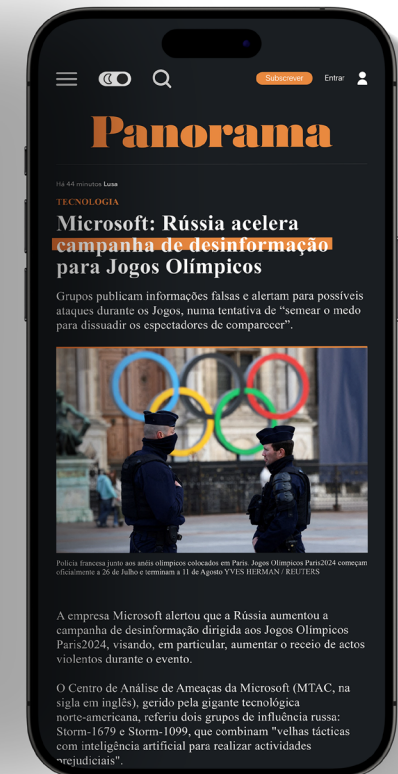 Subscrever
Entrar
Panorama
Há 44 minutos Lusa
TECNOLOGIA
Microsoft: Rússia acelera
campanha de desinformação
para Jogos Olímpicos
Grupos publicam informações falsas e alertam para possíveis
ataques durante os Jogos, numa tentativa de “semear o medo
para dissuadir os espectadores de comparecer”.
Polícia francesa junto aos anéis olímpicos colocados em Paris. Jogos Olímpicos Paris2024 começam
oficialmente a 26 de Julho e terminam a 11 de Agosto YVES HERMAN / REUTERS
A empresa Microsoft alertou que a Rússia aumentou a
campanha de desinformação dirigida aos Jogos Olímpicos
Paris2024, visando, em particular, aumentar o receio de actos
violentos durante o evento.
O Centro de Análise de Ameaças da Microsoft (MTAC, na
sigla em inglês), gerido pela gigante tecnológica
norte-americana, referiu dois grupos de influência russa:
Storm-1679 e Storm-1099, que combinam "velhas tácticas
com inteligência artificial para realizar actividades
prejudiciais".